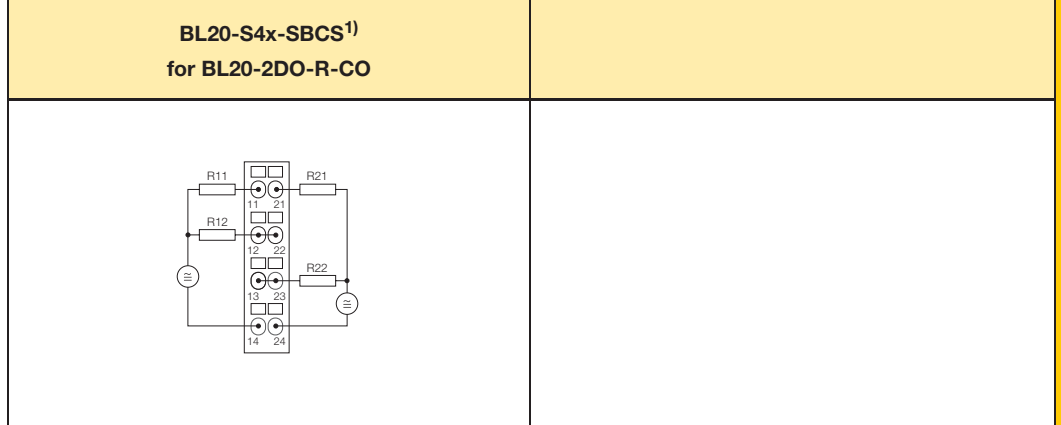 BL20-S4x-SBCS1)
for BL20-2DO-R-CO
R11 R21
11 21
R12
12 22
R22
≅ 13 23 ≅
14 24